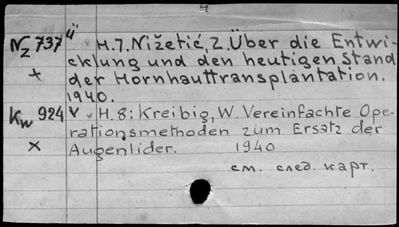 4
Nz 737 ü v H.7. Nižetić, Z. Über die Entwi-
cklung und den heutigen Stand
x der Hornhauttransplantation.
1940.
Kw 924 v v H.8: Kreibig, W. Vereinfachte Ope-
rationsmethoden zum Ersatz der
x Augenlider. 1940
см. след. карт.